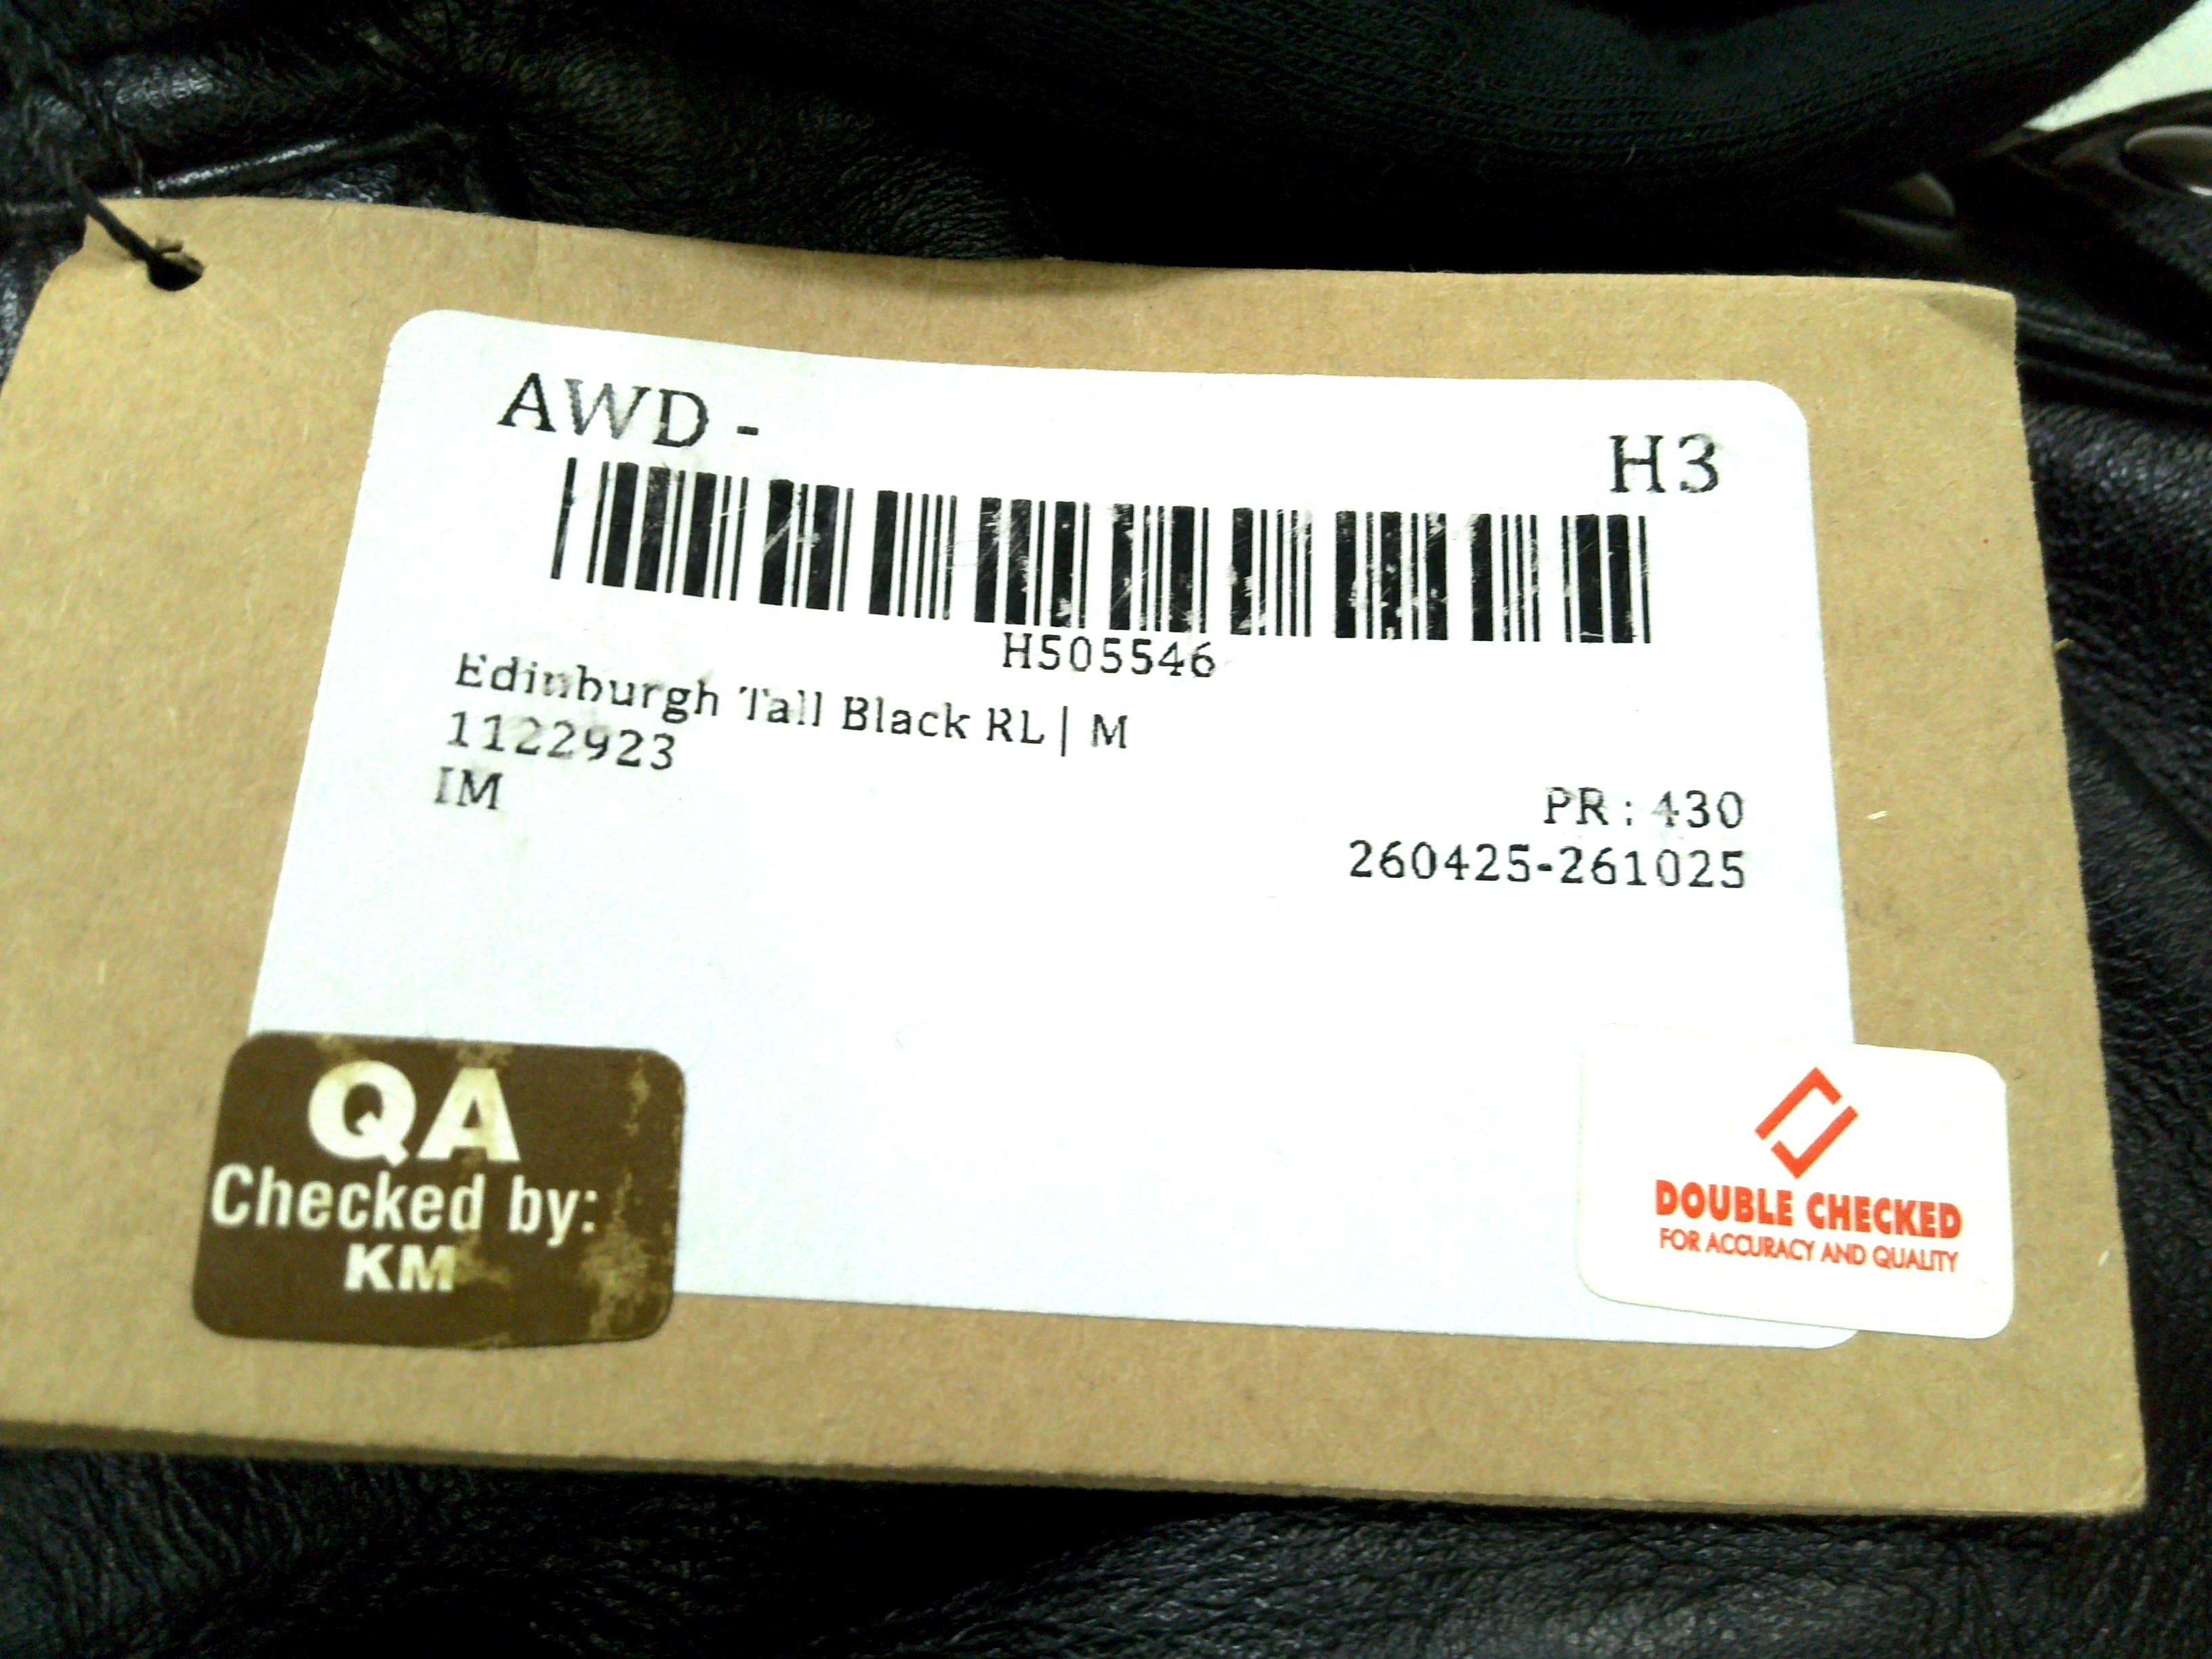 AWD -
H3
H505546
Edinburgh Tall Black RL | M
1122923
IM
PR : 430
260425-261025
QA
Checked by:
KM
DOUBLE CHECKED
FOR ACCURACY AND QUALITY